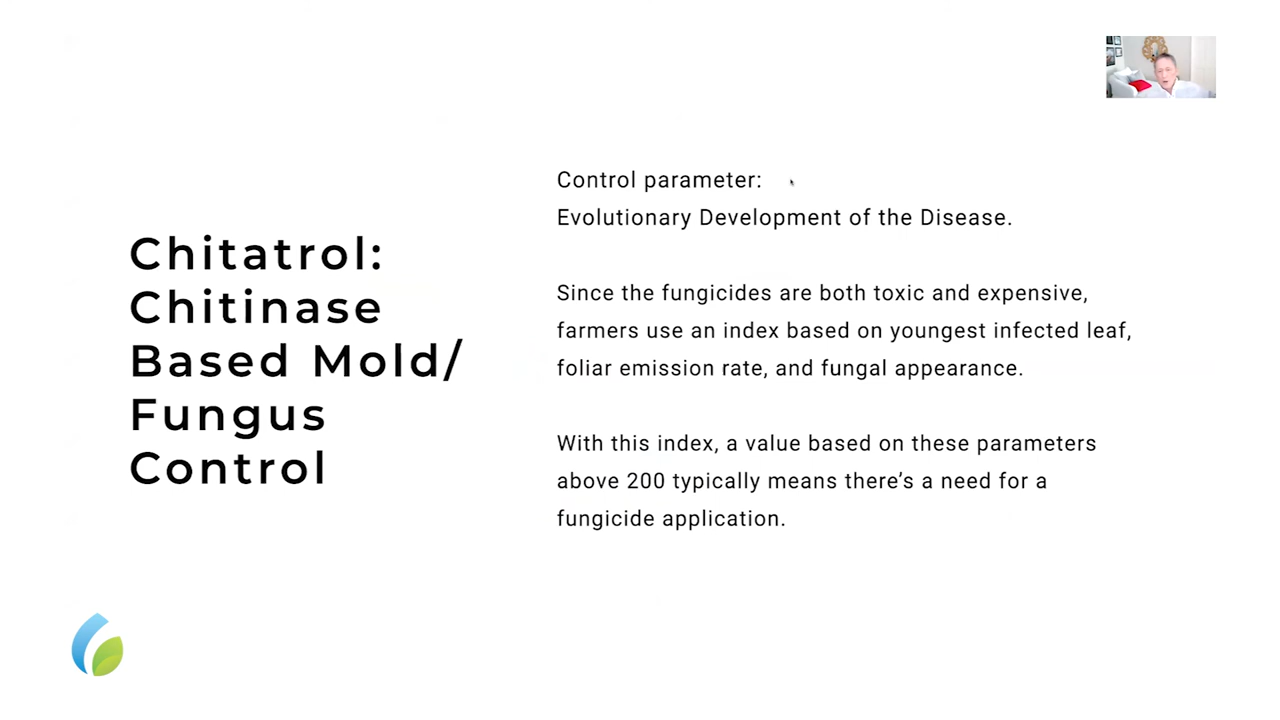 Chitatrol:
Chitinase
Based Mold/
Fungus
Control
Control parameter:
Evolutionary Development of the Disease.
Since the fungicides are both toxic and expensive,
farmers use an index based on youngest infected leaf,
foliar emission rate, and fungal appearance.
With this index, a value based on these parameters
above 200 typically means there’s a need for a
fungicide application.